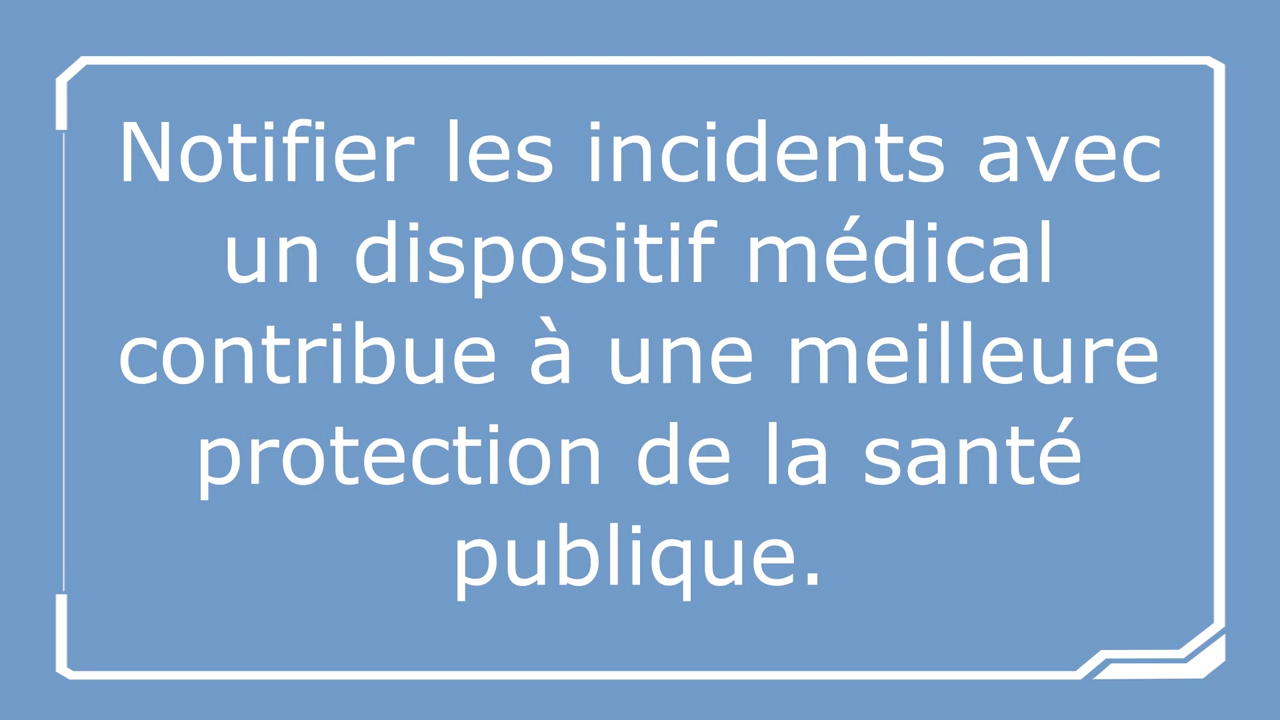 Notifier les incidents avec
un dispositif médical
contribue à une meilleure
protection de la santé
publique.